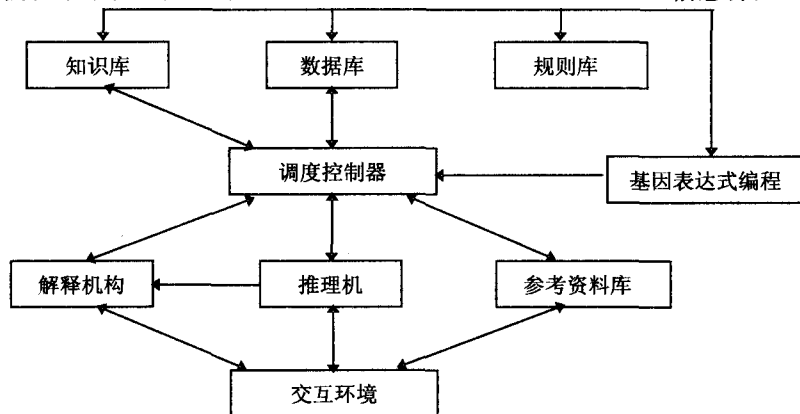 知识库
数据库
规则库
调度控制器
基因表达式编程
解释机构
推理机
参考资料库
交互环境